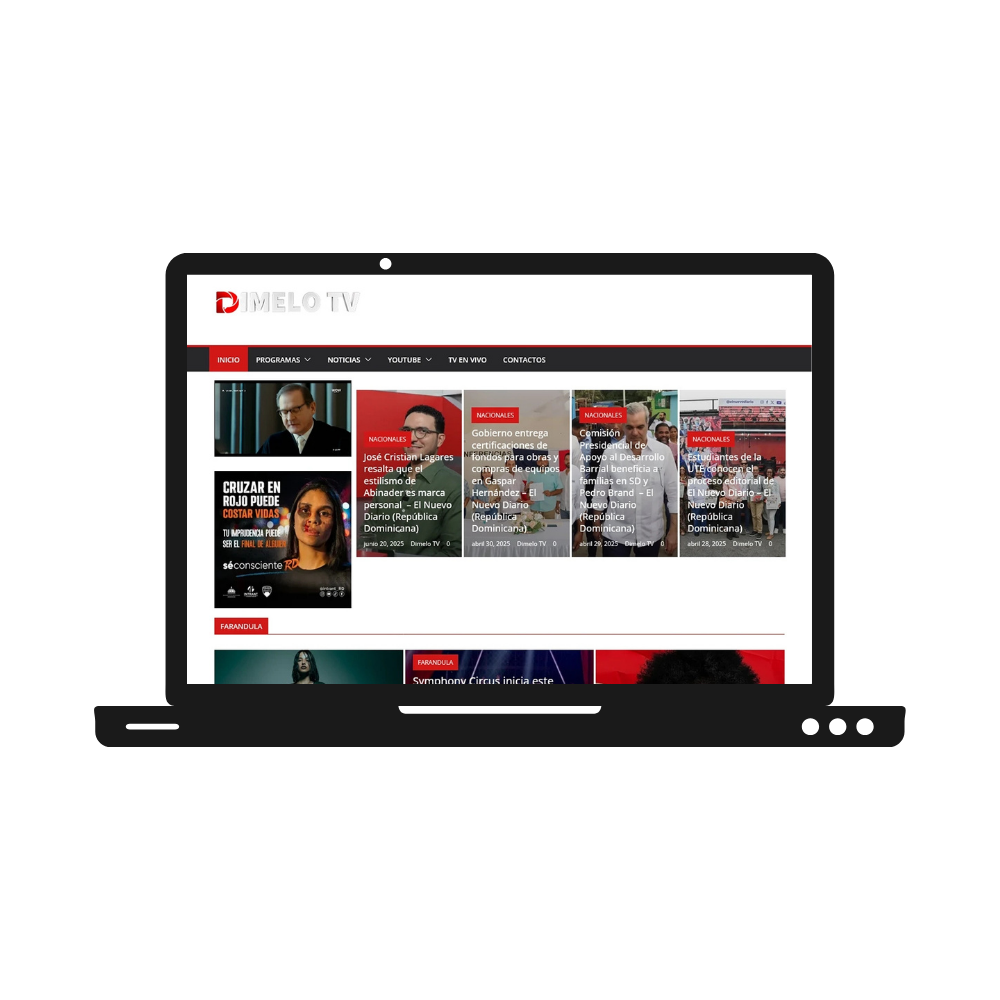 DIMELO TV
INICIO PROGRAMAS NOTICIAS YOUTUBE TV EN VIVO CONTACTOS
CRUZAR EN
ROJO PUEDE
COSTAR VIDAS
TU IMPRUDENCIA PUEDE
SER EL FINAL DE ALGUIEN
séconsciente RD
NACIONALES
José Cristian Lagares
resalta que el
estilismo de
Abinader es marca
personal – El Nuevo
Diario (República
Dominicana)
junio 20, 2025 Dimelo TV 0
NACIONALES
Gobierno entrega
certificaciones de
fondos para obras y
compras de equipos
en Gaspar
Hernández – El
Nuevo Diario
(República
Dominicana)
abril 30, 2025 Dimelo TV 0
NACIONALES
Comisión
Presidencial de
Apoyo al Desarrollo
Barrial beneficia a
familias en SD y
Pedro Brand – El
Nuevo Diario
(República
Dominicana)
abril 29, 2025 Dimelo TV 0
NACIONALES
Estudiantes de la
UTE conocen el
proceso editorial de
El Nuevo Diario – El
Nuevo Diario
(República
Dominicana)
abril 28, 2025 Dimelo TV 0
FARANDULA
FARANDULA
Symphony Circus inicia este